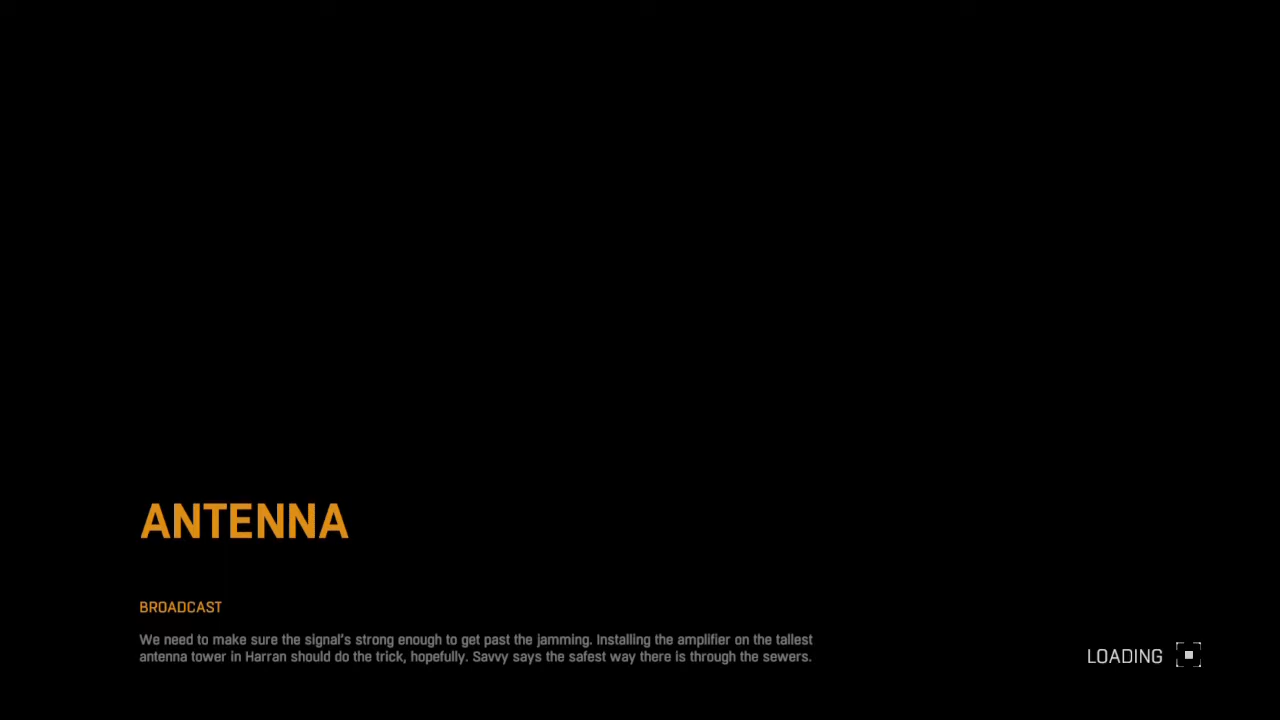 ANTENNA
BROADCAST
We need to make sure the signal's strong enough to get past the jamming. Installing the amplifier on the tallest
antenna tower in Harran should do the trick, hopefully. Savvy says the safest way there is through the sewers.
LOADING